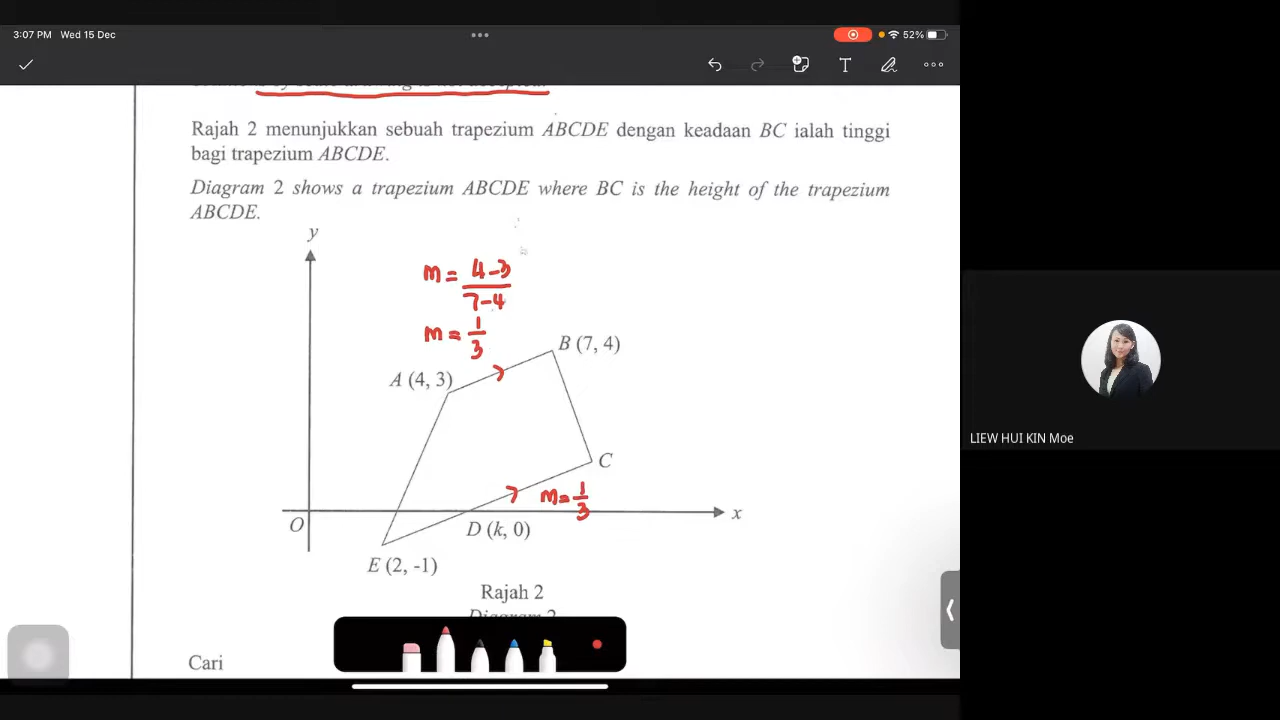 3:07 PM Wed 15 Dec
52%
Rajah 2 menunjukkan sebuah trapezium ABCDE dengan keadaan BC ialah tinggi
bagi trapezium ABCDE.
Diagram 2 shows a trapezium ABCDE where BC is the height of the trapezium
ABCDE.
y
m = 4-3
7-4
m = 1
3
B (7, 4)
A (4, 3)
C
m = 1
3
O
x
D (k, 0)
E (2, -1)
Rajah 2
Diagram 2
Cari
LIEW HUI KIN Moe